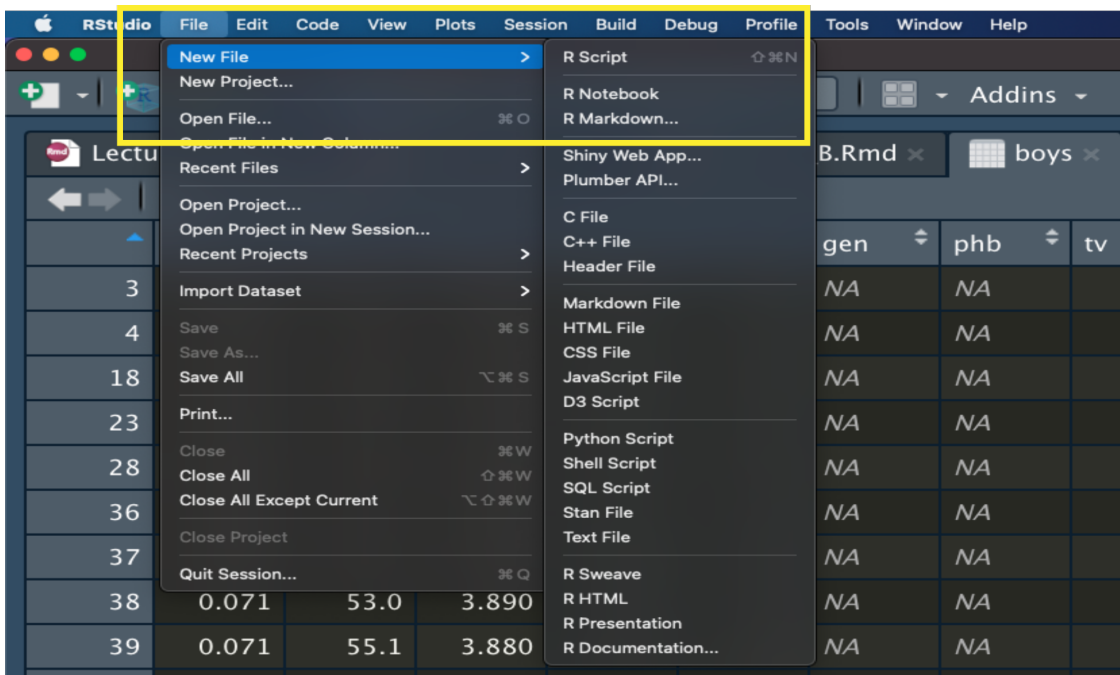 RStudio File Edit Code View Plots Session Build Debug Profile Tools Window Help
New File >
New Project...
Open File... ⌘ O
Open File in New Column...
Recent Files >
Open Project...
Open Project in New Session...
Recent Projects >
Import Dataset >
Save ⌘ S
Save As...
Save All ⌥ ⌘ S
Print...
Close ⌘ W
Close All ⇧ ⌘ W
Close All Except Current ⌥ ⇧ ⌘ W
Close Project
Quit Session... ⌘ Q
R Script ⇧ ⌘ N
R Notebook
R Markdown...
Shiny Web App...
Plumber API...
C File
C++ File
Header File
Markdown File
HTML File
CSS File
JavaScript File
D3 Script
Python Script
Shell Script
SQL Script
Stan File
Text File
R Sweave
R HTML
R Presentation
R Documentation...
R
Addins
Rmd Lectu B.Rmd × boys ×
gen phb tv
3 NA NA
4 NA NA
18 NA NA
23 NA NA
28 NA NA
36 NA NA
37 NA NA
38 0.071 53.0 3.890 NA NA
39 0.071 55.1 3.880 NA NA